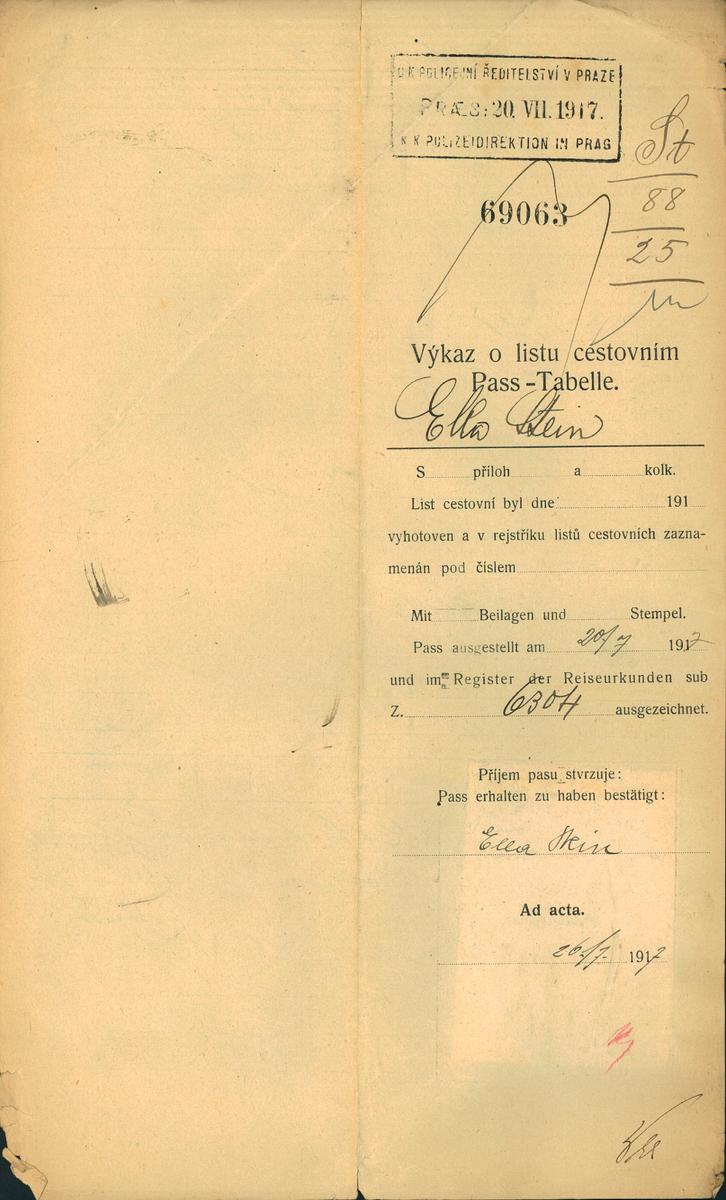 C K POLICEJNÍ ŘEDITELSTVÍ V PRAZE
PRÆS: 20. VII. 1917.
K K POLIZEIDIREKTION IN PRAG
St
88
25
69063
Výkaz o listu cestovním
Pass-Tabelle.
Ella Stein
S příloh a kolk.
List cestovní byl dne 191
vyhotoven a v rejstříku listů cestovních zazna-
menán pod číslem
Mit Beilagen und Stempel.
Pass ausgestellt am 20/7 1917
und im Register der Reiseurkunden sub
Z. 6304 ausgezeichnet.
Příjem pasu stvrzuje:
Pass erhalten zu haben bestätigt:
Ella Stein
Ad acta.
26/7. 1917